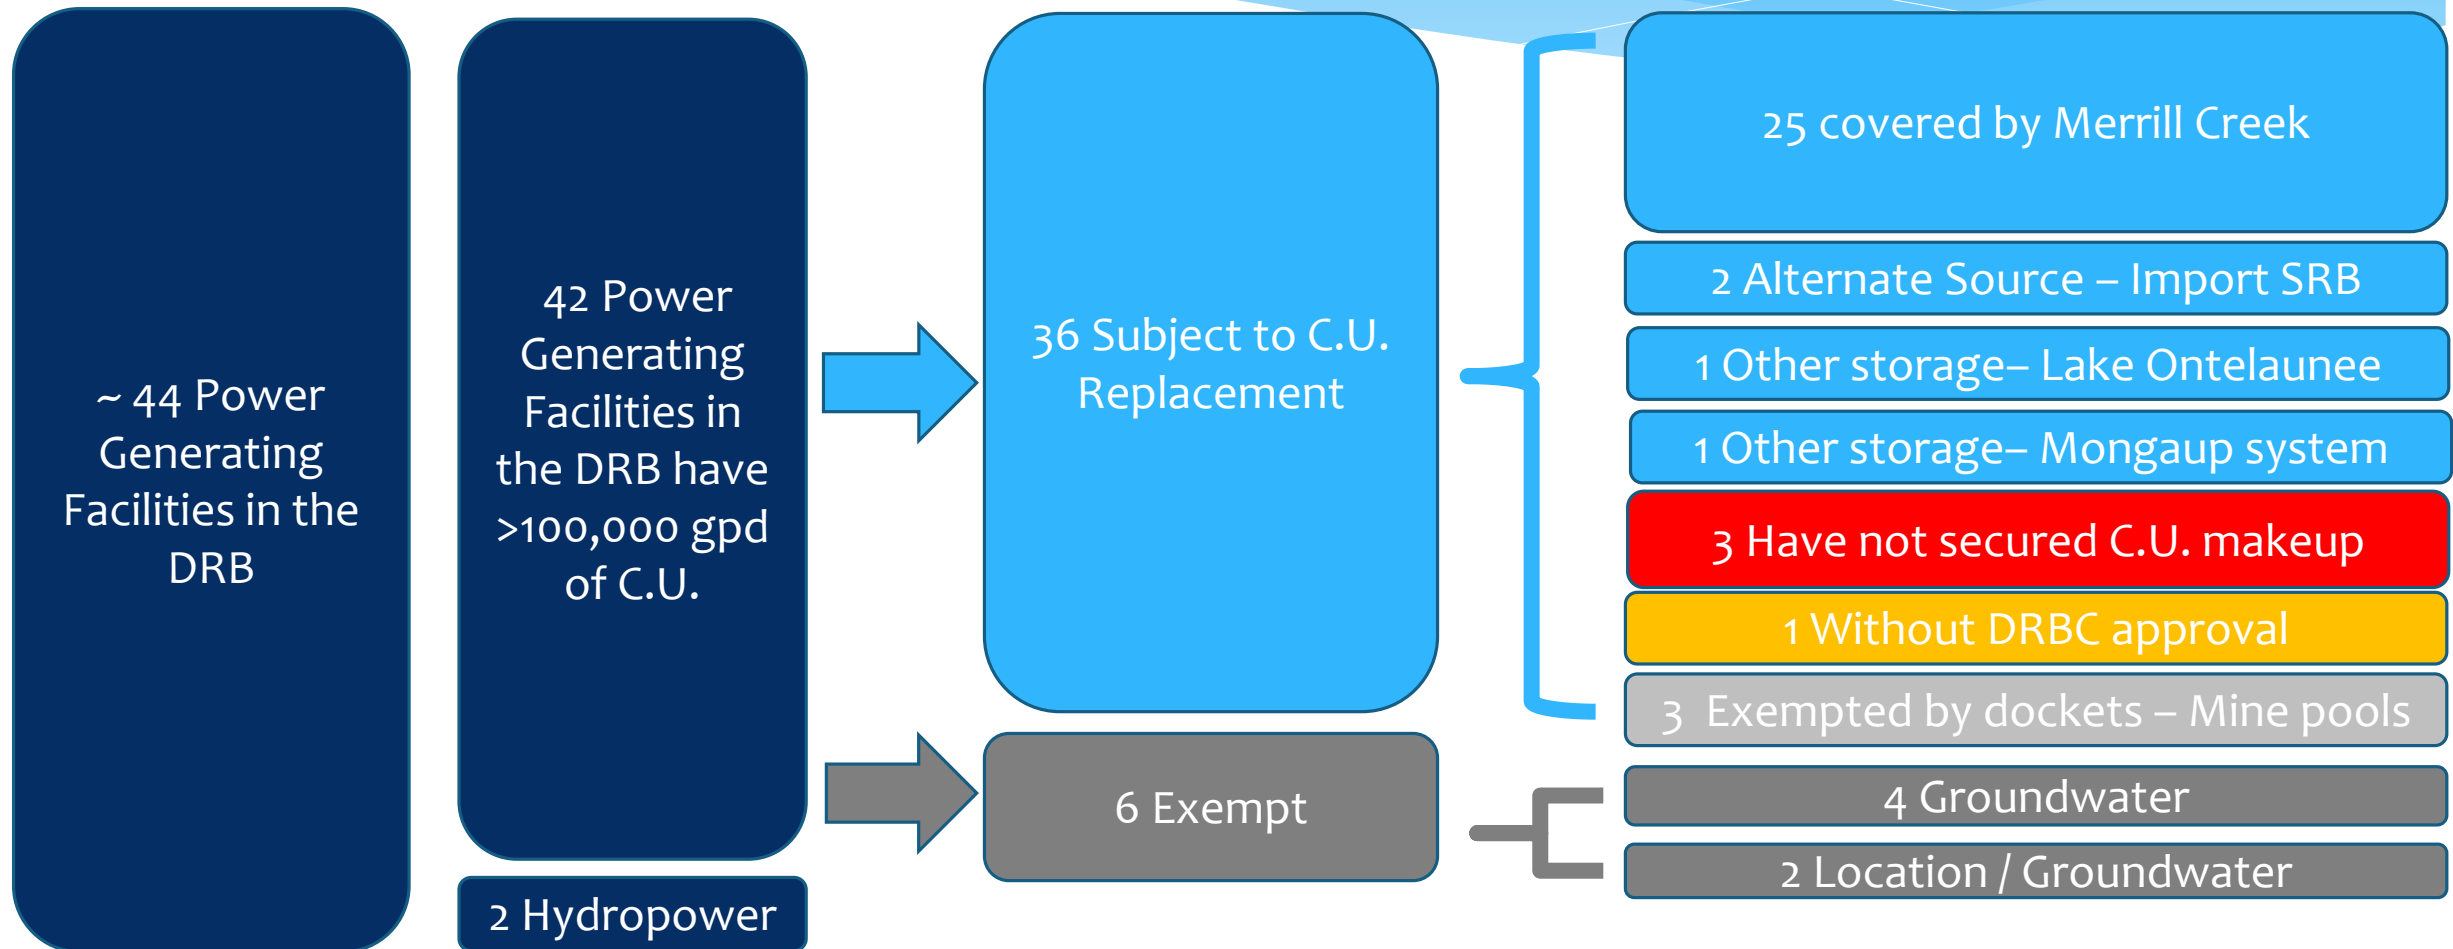 ~ 44 Power
Generating
Facilities in the
DRB
42 Power
Generating
Facilities in
the DRB have
>100,000 gpd
of C.U.
2 Hydropower
36 Subject to C.U.
Replacement
6 Exempt
25 covered by Merrill Creek
2 Alternate Source – Import SRB
1 Other storage– Lake Ontelaunee
1 Other storage– Mongaup system
3 Have not secured C.U. makeup
1 Without DRBC approval
3 Exempted by dockets – Mine pools
4 Groundwater
2 Location / Groundwater